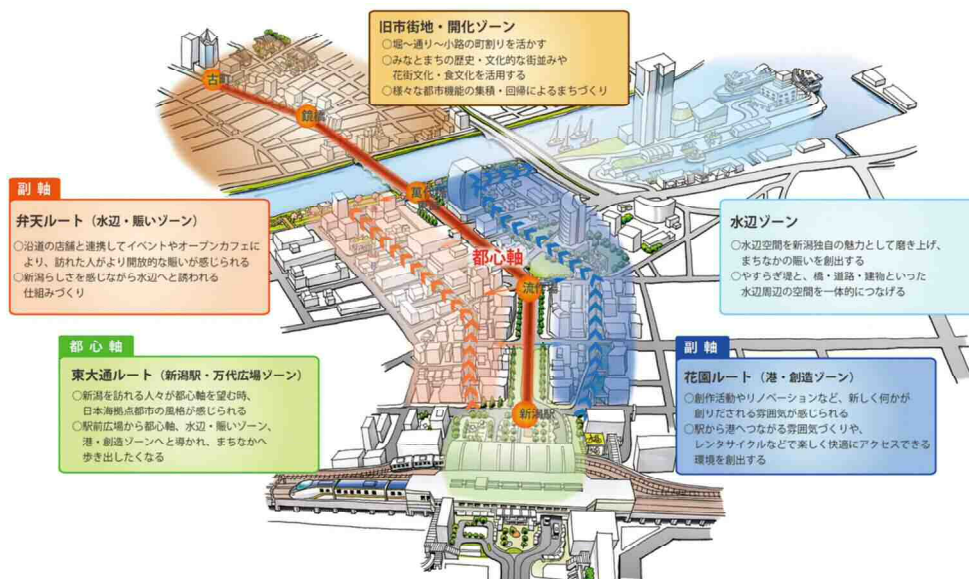 旧市街地・開化ゾーン
○堀～通り～小路の町割りを活かす
○みなとまちの歴史・文化的な街並みや
花街文化・食文化を活用する
○様々な都市機能の集積・回帰によるまちづくり
古町
鏡橋
萬代橋
都心軸
流作場
新潟駅
副軸
弁天ルート（水辺・賑いゾーン）
○沿道の店舗と連携してイベントやオープンカフェに
より、訪れた人がより開放的な賑いが感じられる
○新潟らしさを感じながら水辺へと誘われる
仕組みづくり
水辺ゾーン
○水辺空間を新潟独自の魅力として磨き上げ、
まちなかの賑いを創出する
○やすらぎ堤と、橋・道路・建物といった
水辺周辺の空間を一体的につなげる
都心軸
東大通ルート（新潟駅・万代広場ゾーン）
○新潟を訪れる人々が都心軸を望む時、
日本海拠点都市の風格が感じられる
○駅前広場から都心軸、水辺・賑いゾーン、
港・創造ゾーンへと導かれ、まちなかへ
歩き出したくなる
副軸
花園ルート（港・創造ゾーン）
○創作活動やリノベーションなど、新しく何かが
創りだされる雰囲気が感じられる
○駅から港へつながる雰囲気づくりや、
レンタサイクルなどで楽しく快適にアクセスできる
環境を創出する